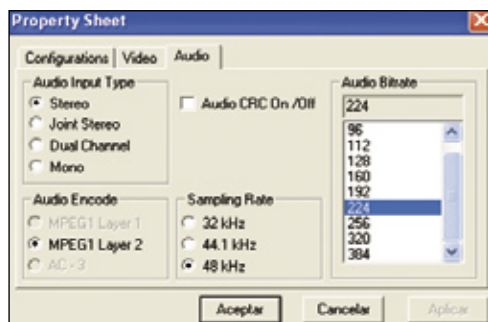 Property Sheet
Configurations Video Audio
Audio Input Type
Stereo
Joint Stereo
Dual Channel
Mono
Audio CRC On /Off
Audio Bitrate
224
96
112
128
160
192
224
256
320
384
Audio Encode
MPEG1 Layer 1
MPEG1 Layer 2
AC - 3
Sampling Rate
32 kHz
44.1 kHz
48 kHz
Aceptar Cancelar Aplicar